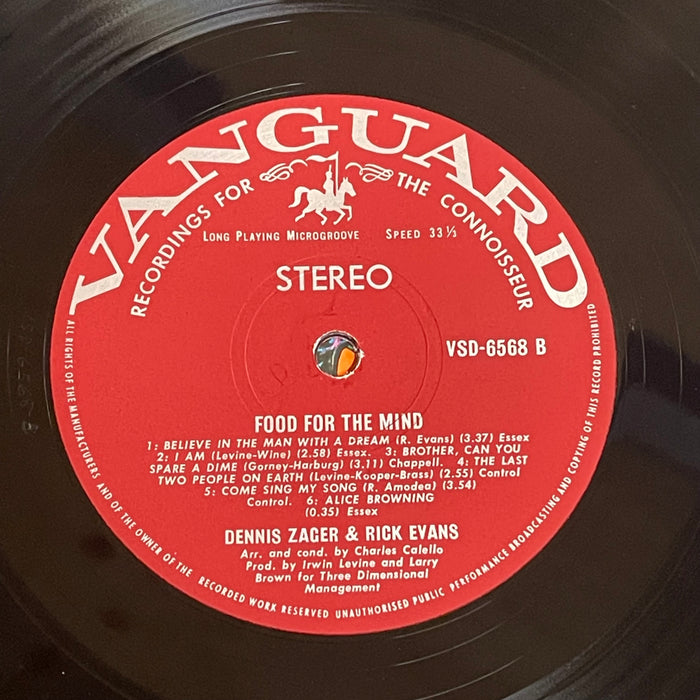 VANGUARD
RECORDINGS FOR THE CONNOISSEUR
LONG PLAYING MICROGROOVE SPEED 33 1/3
STEREO
VSD-6568 B
FOOD FOR THE MIND
1: BELIEVE IN THE MAN WITH A DREAM (R. Evans) (3.37) Essex
2: I AM (Levine-Wine) (2.58) Essex. 3: BROTHER, CAN YOU
SPARE A DIME (Gorney-Harburg) (3.11) Chappell. 4: THE LAST
TWO PEOPLE ON EARTH (Levine-Kooper-Brass) (2.55) Control
5: COME SING MY SONG (R. Amodea) (3.54)
Control. 6: ALICE BROWNING
(0.35) Essex
DENNIS ZAGER & RICK EVANS
Arr. and cond. by Charles Calello
Prod. by Irwin Levine and Larry
Brown for Three Dimensional
Management
ALL RIGHTS OF THE MANUFACTURERS AND OF THE OWNER OF THE RECORDED WORK RESERVED UNAUTHORISED PUBLIC PERFORMANCE BROADCASTING AND COPYING OF THIS RECORD PROHIBITED